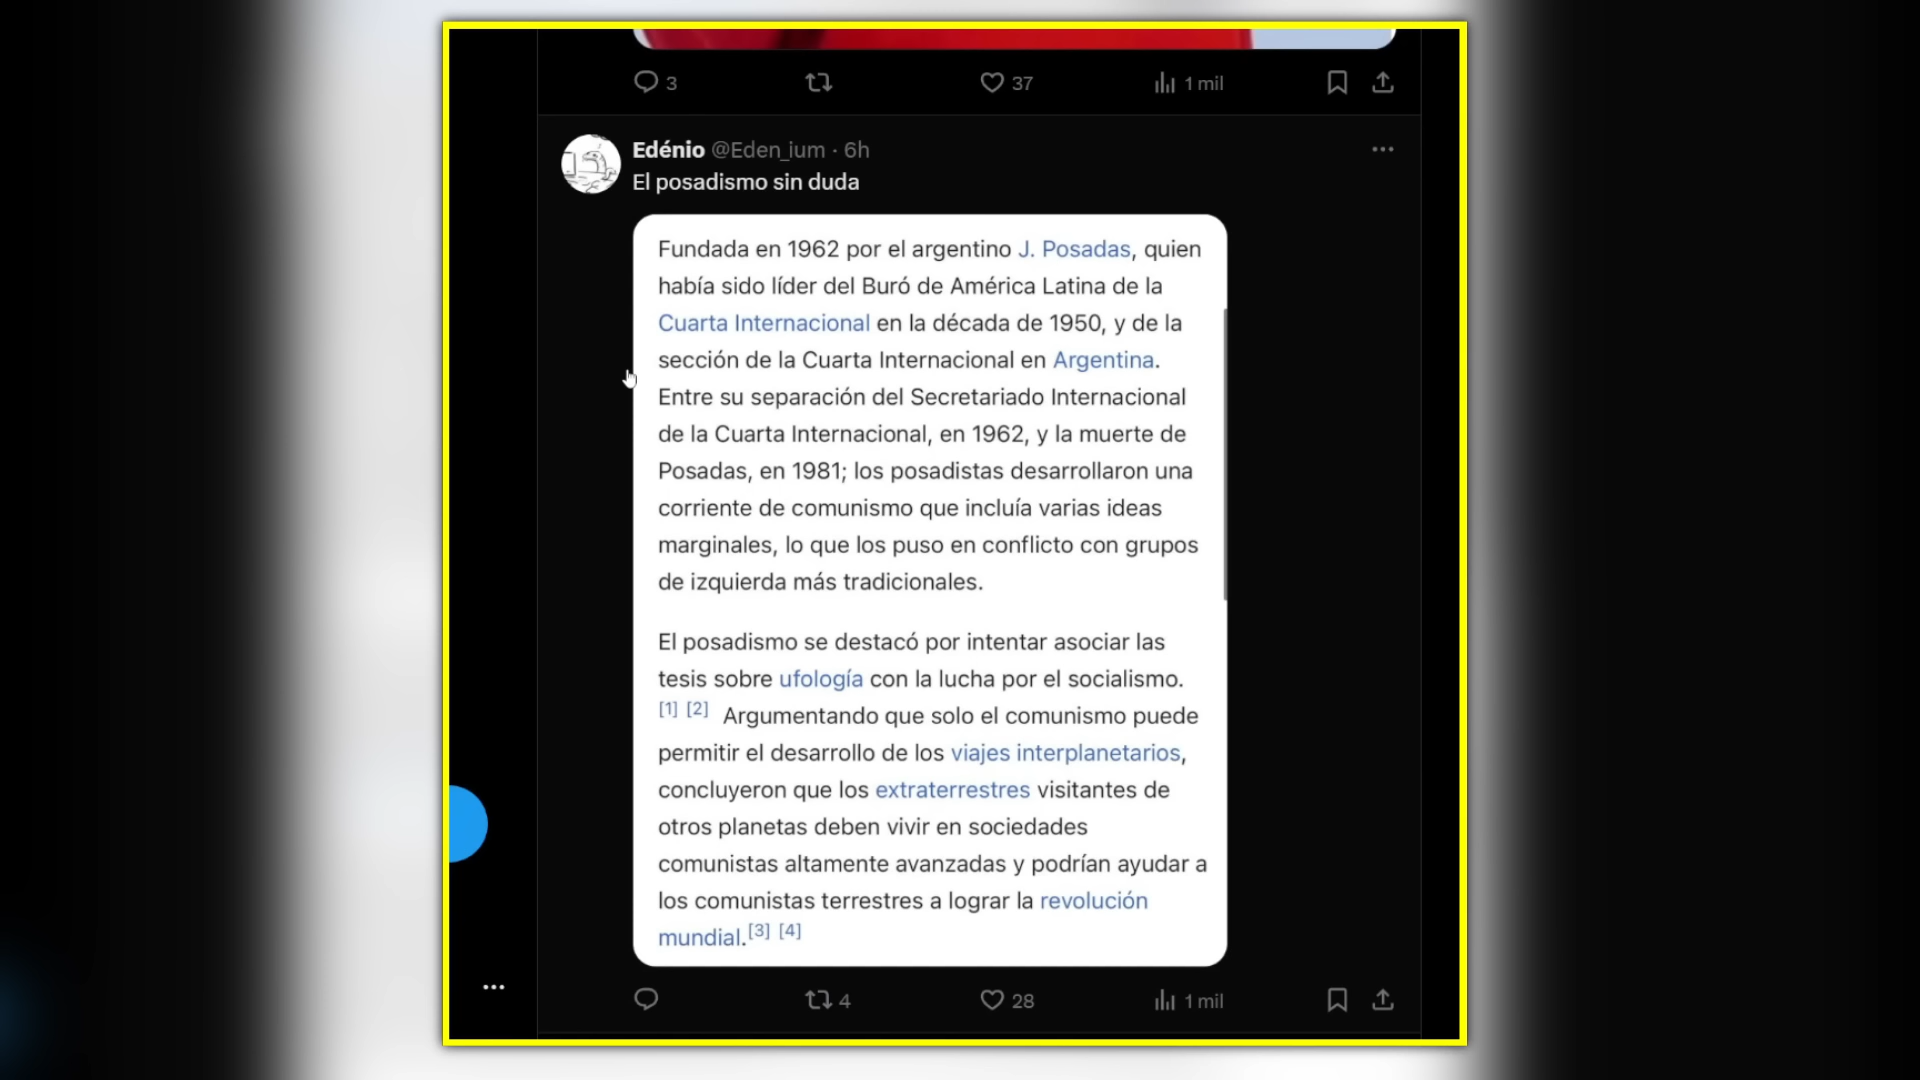 3 37 1 mil
Edénio @Eden_ium · 6h
El posadismo sin duda
Fundada en 1962 por el argentino J. Posadas, quien
había sido líder del Buró de América Latina de la
Cuarta Internacional en la década de 1950, y de la
sección de la Cuarta Internacional en Argentina.
Entre su separación del Secretariado Internacional
de la Cuarta Internacional, en 1962, y la muerte de
Posadas, en 1981; los posadistas desarrollaron una
corriente de comunismo que incluía varias ideas
marginales, lo que los puso en conflicto con grupos
de izquierda más tradicionales.
El posadismo se destacó por intentar asociar las
tesis sobre ufología con la lucha por el socialismo.
[1] [2] Argumentando que solo el comunismo puede
permitir el desarrollo de los viajes interplanetarios,
concluyeron que los extraterrestres visitantes de
otros planetas deben vivir en sociedades
comunistas altamente avanzadas y podrían ayudar a
los comunistas terrestres a lograr la revolución
mundial.[3] [4]
4 28 1 mil